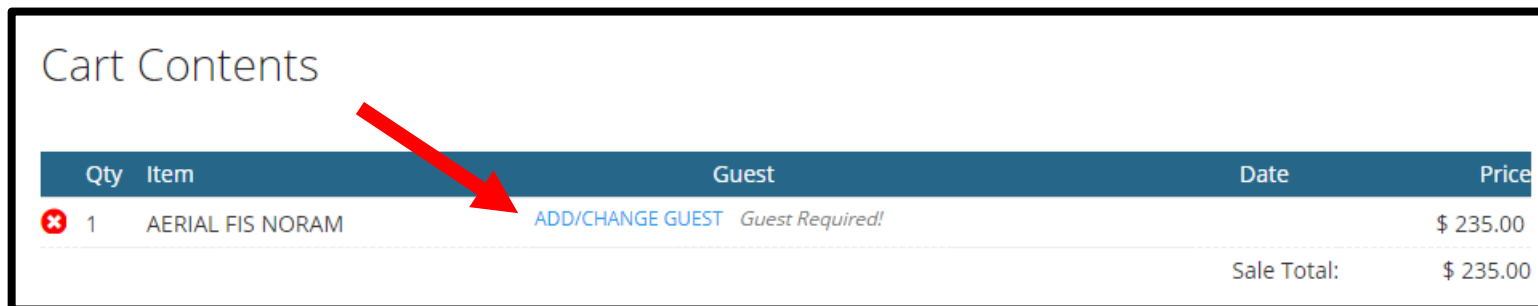 Cart Contents
Qty Item Guest Date Price
1 AERIAL FIS NORAM ADD/CHANGE GUEST Guest Required! $ 235.00
Sale Total: $ 235.00